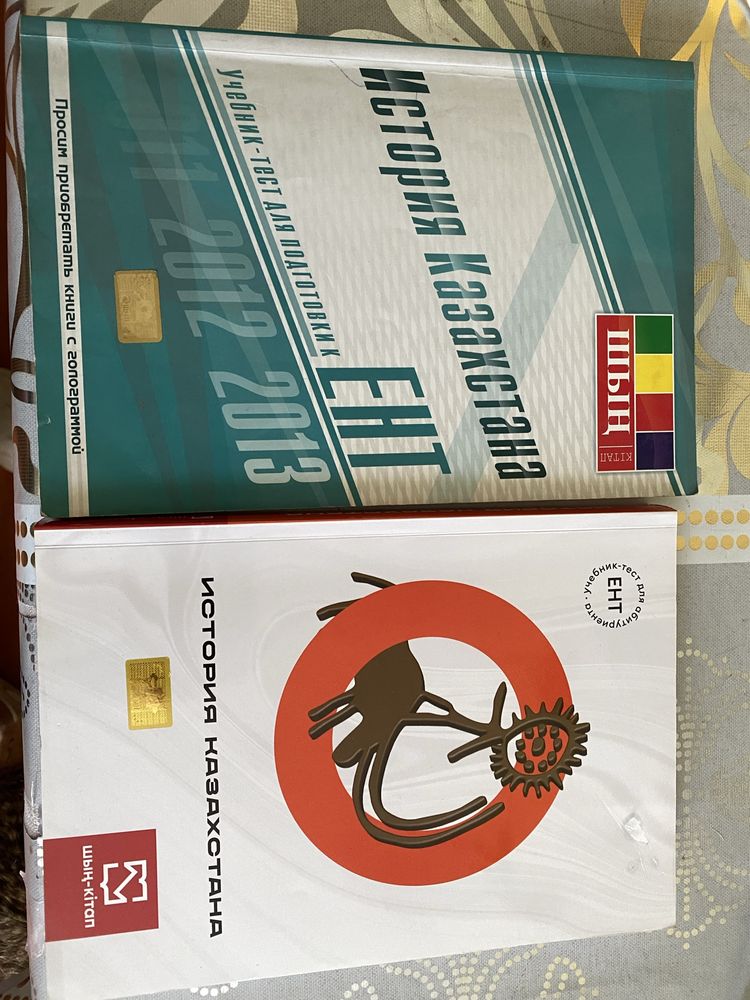 ШЫҢ
КІТАП
История Казахстана
Учебник-тест для подготовки к
ЕНТ
2012 2013
Просим приобретать книги с голограммой
учебник-тест для абитуриента
ЕНТ
ИСТОРИЯ КАЗАХСТАНА
шың-кітап